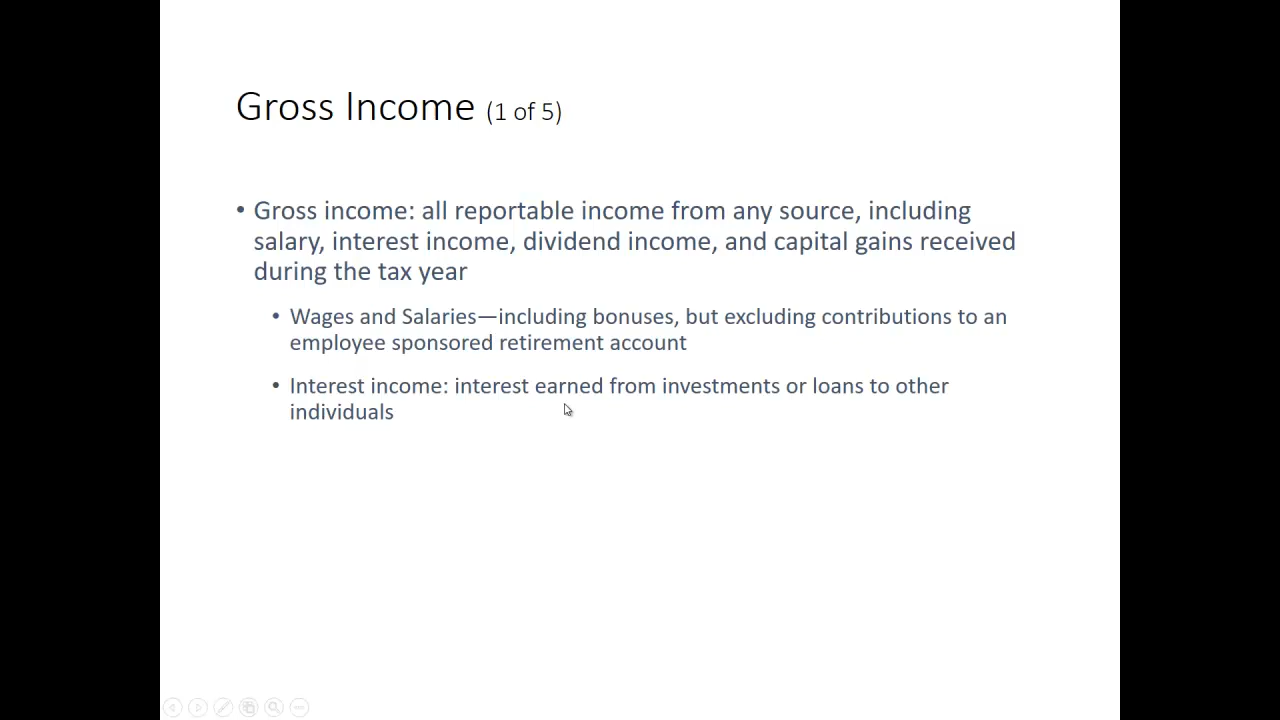 Gross Income (1 of 5)
• Gross income: all reportable income from any source, including
salary, interest income, dividend income, and capital gains received
during the tax year
• Wages and Salaries—including bonuses, but excluding contributions to an
employee sponsored retirement account
• Interest income: interest earned from investments or loans to other
individuals